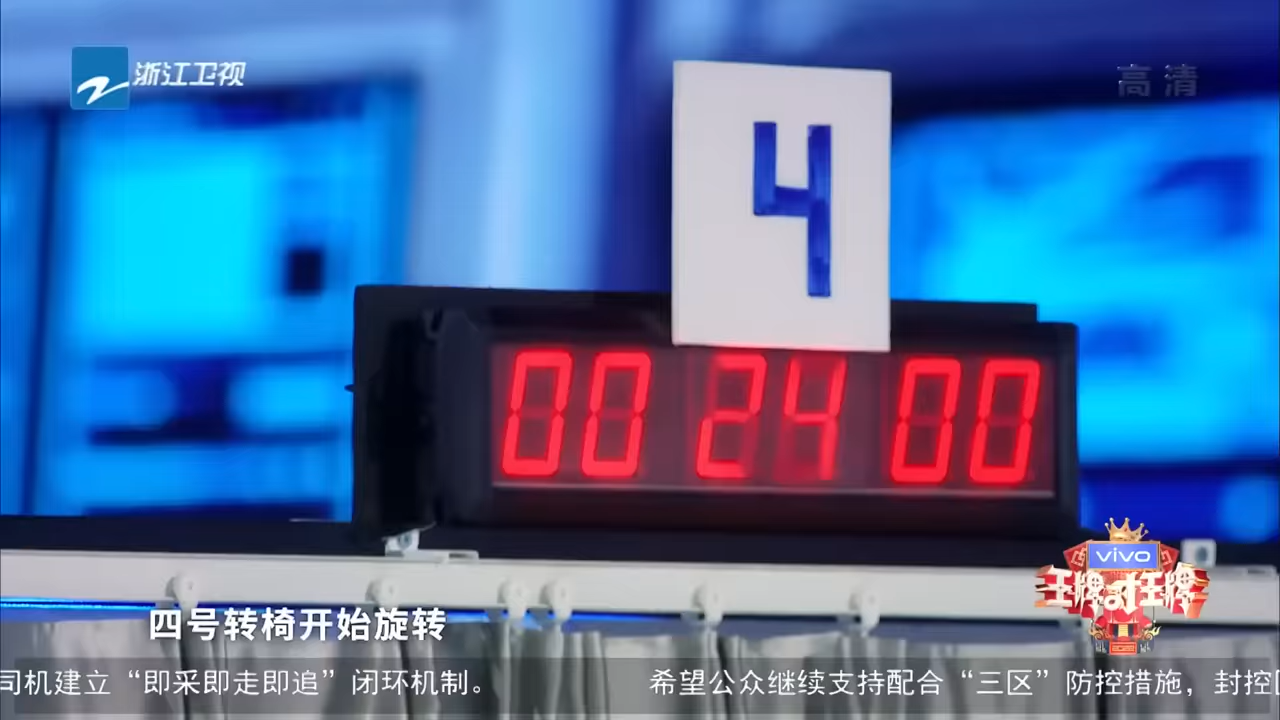 浙江卫视
高清
4
00 24 00
vivo
王牌对王牌
四号转椅开始旋转
司机建立“即采即走即追”闭环机制。 希望公众继续支持配合“三区”防控措施，封控